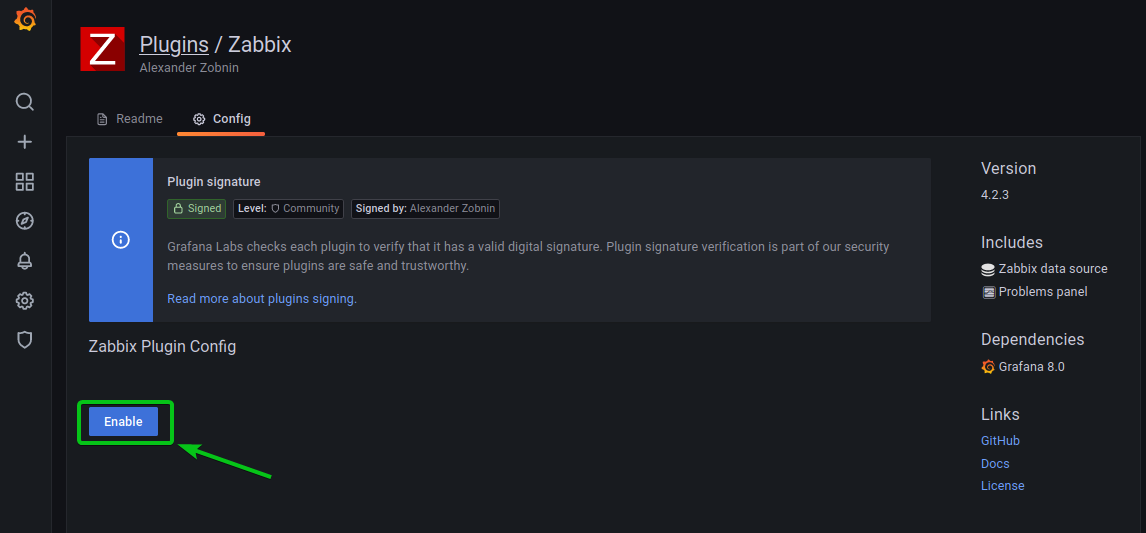 Z
Plugins / Zabbix
Alexander Zobnin
Readme
Config
Plugin signature
Signed
Level: Community
Signed by: Alexander Zobnin
Grafana Labs checks each plugin to verify that it has a valid digital signature. Plugin signature verification is part of our security
measures to ensure plugins are safe and trustworthy.
Read more about plugins signing.
Zabbix Plugin Config
Enable
Version
4.2.3
Includes
Zabbix data source
Problems panel
Dependencies
Grafana 8.0
Links
GitHub
Docs
License